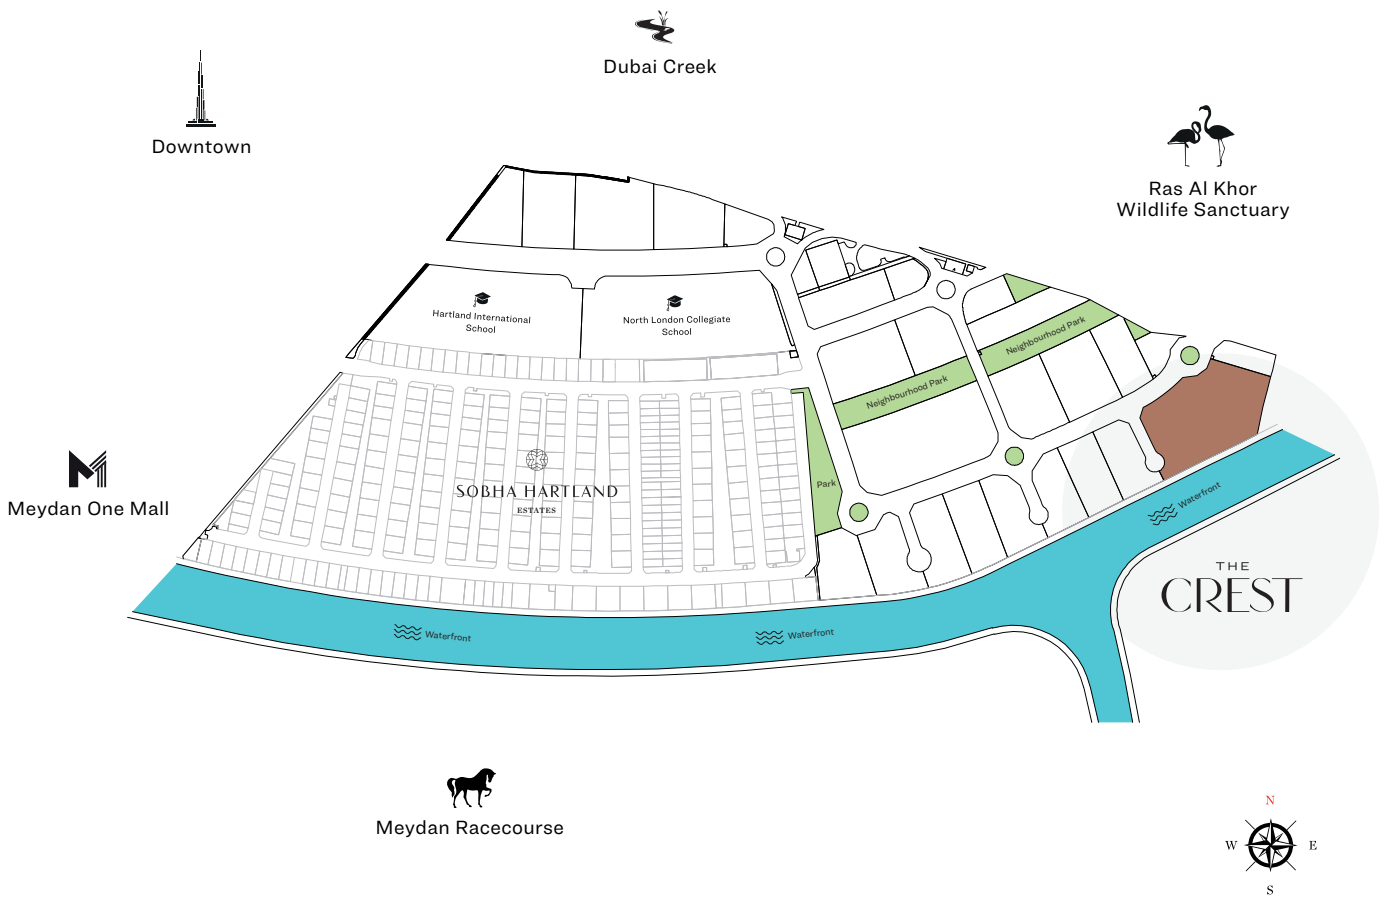 Dubai Creek
Downtown
Ras Al Khor
Wildlife Sanctuary
Hartland International
School
North London Collegiate
School
Neighbourhood Park
Neighbourhood Park
Park
Meydan One Mall
SOBHA HARTLAND
ESTATES
Waterfront
THE
CREST
Waterfront
Waterfront
Meydan Racecourse
N
W
E
S